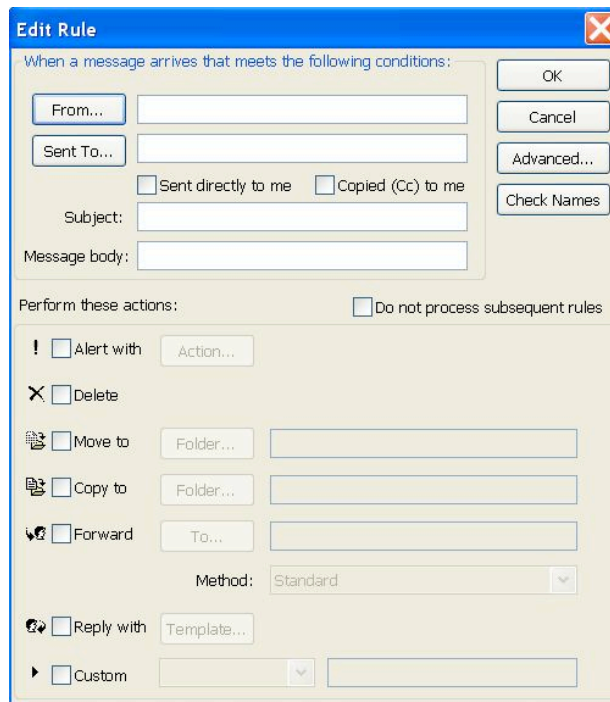 Edit Rule
When a message arrives that meets the following conditions:
OK
From...
Cancel
Sent To...
Advanced...
Sent directly to me Copied (Cc) to me
Check Names
Subject:
Message body:
Perform these actions: Do not process subsequent rules
! Alert with Action...
Delete
Move to Folder...
Copy to Folder...
Forward To...
Method: Standard
Reply with Template...
Custom